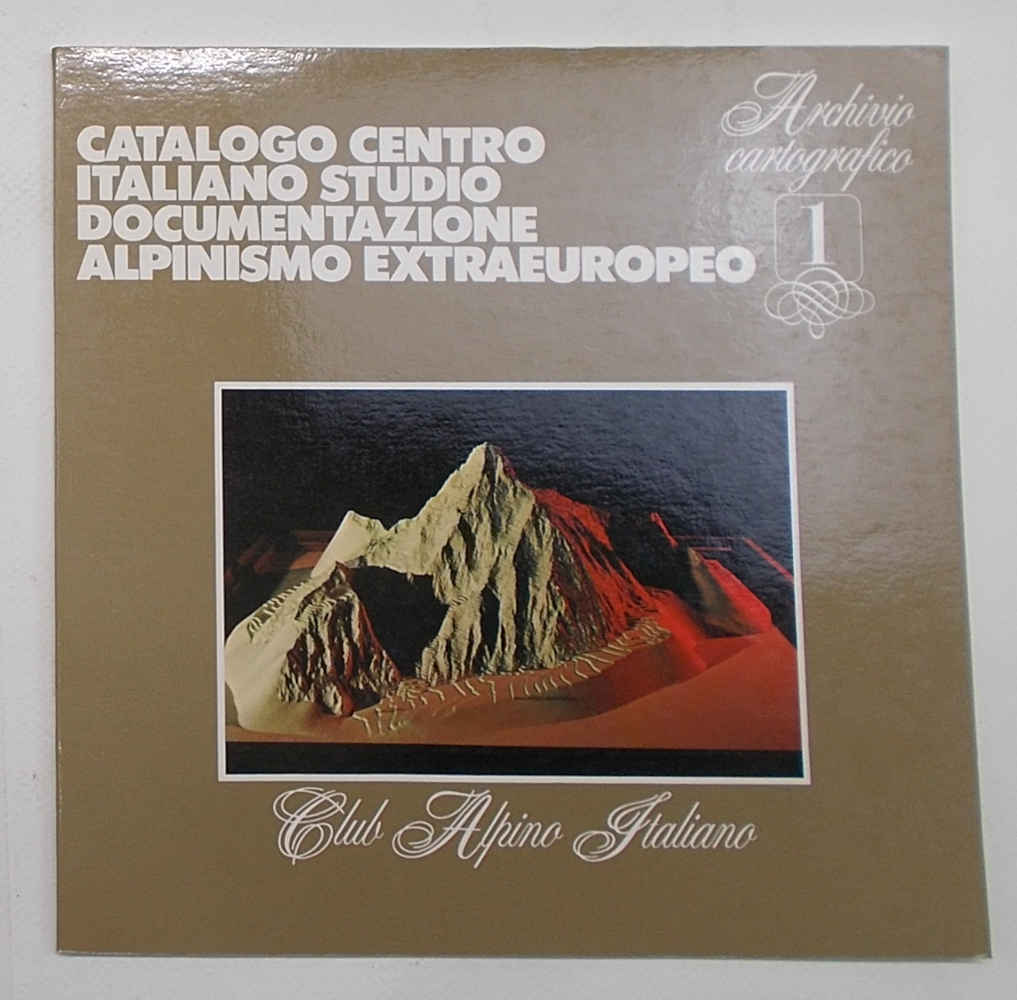 CATALOGO CENTRO
ITALIANO STUDIO
DOCUMENTAZIONE
ALPINISMO EXTRAEUROPEO
Archivio
cartografico
1
Club Alpino Italiano